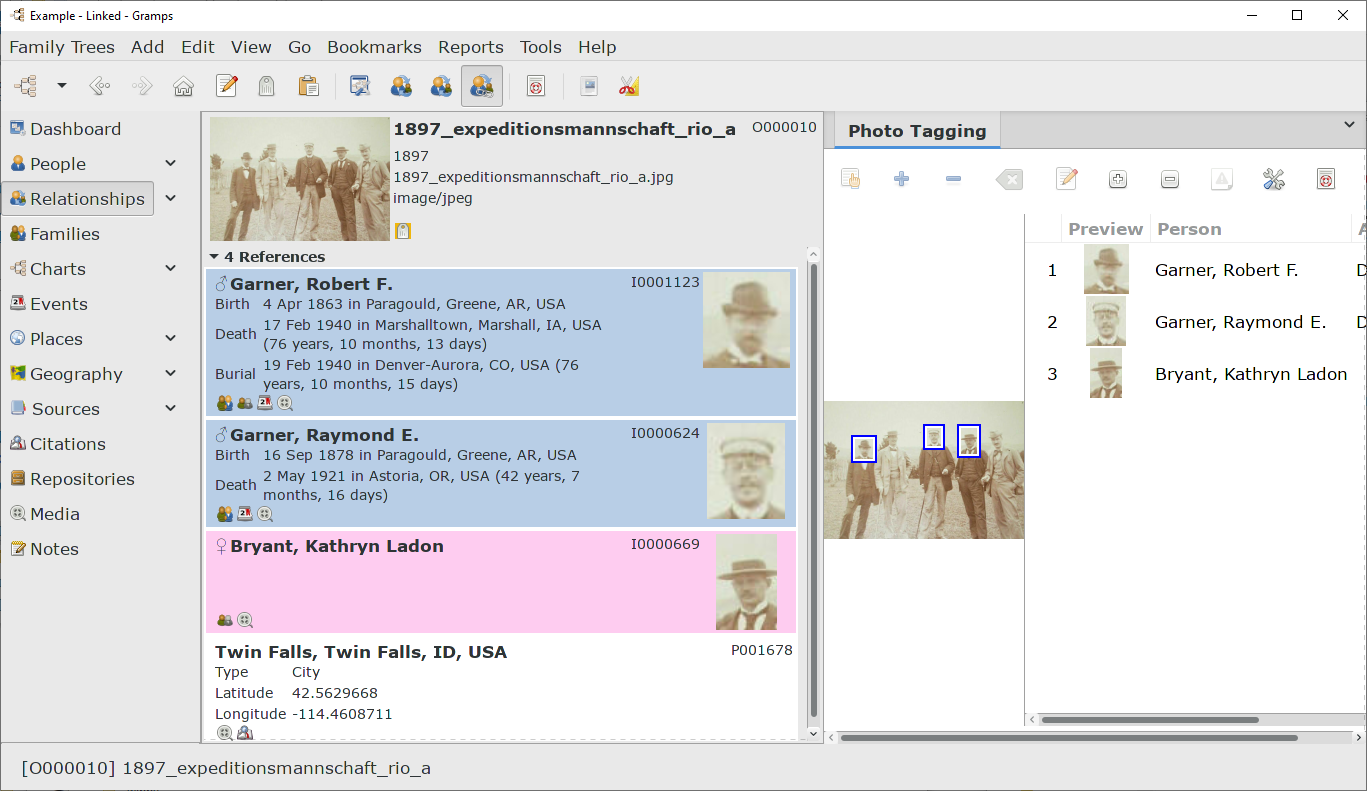 Example - Linked - Gramps
Family Trees Add Edit View Go Bookmarks Reports Tools Help
Dashboard
People
Relationships
Families
Charts
Events
Places
Geography
Sources
Citations
Repositories
Media
Notes
1897_expeditionsmannschaft_rio_a O000010
1897
1897_expeditionsmannschaft_rio_a.jpg
image/jpeg
4 References
Garner, Robert F. I0001123
Birth 4 Apr 1863 in Paragould, Greene, AR, USA
Death 17 Feb 1940 in Marshalltown, Marshall, IA, USA
(76 years, 10 months, 13 days)
Burial 19 Feb 1940 in Denver-Aurora, CO, USA (76
years, 10 months, 15 days)
Garner, Raymond E. I0000624
Birth 16 Sep 1878 in Paragould, Greene, AR, USA
Death 2 May 1921 in Astoria, OR, USA (42 years, 7
months, 16 days)
Bryant, Kathryn Ladon I0000669
Twin Falls, Twin Falls, ID, USA P001678
Type City
Latitude 42.5629668
Longitude -114.4608711
Photo Tagging
Preview Person
1 Garner, Robert F.
2 Garner, Raymond E.
3 Bryant, Kathryn Ladon
[O000010] 1897_expeditionsmannschaft_rio_a